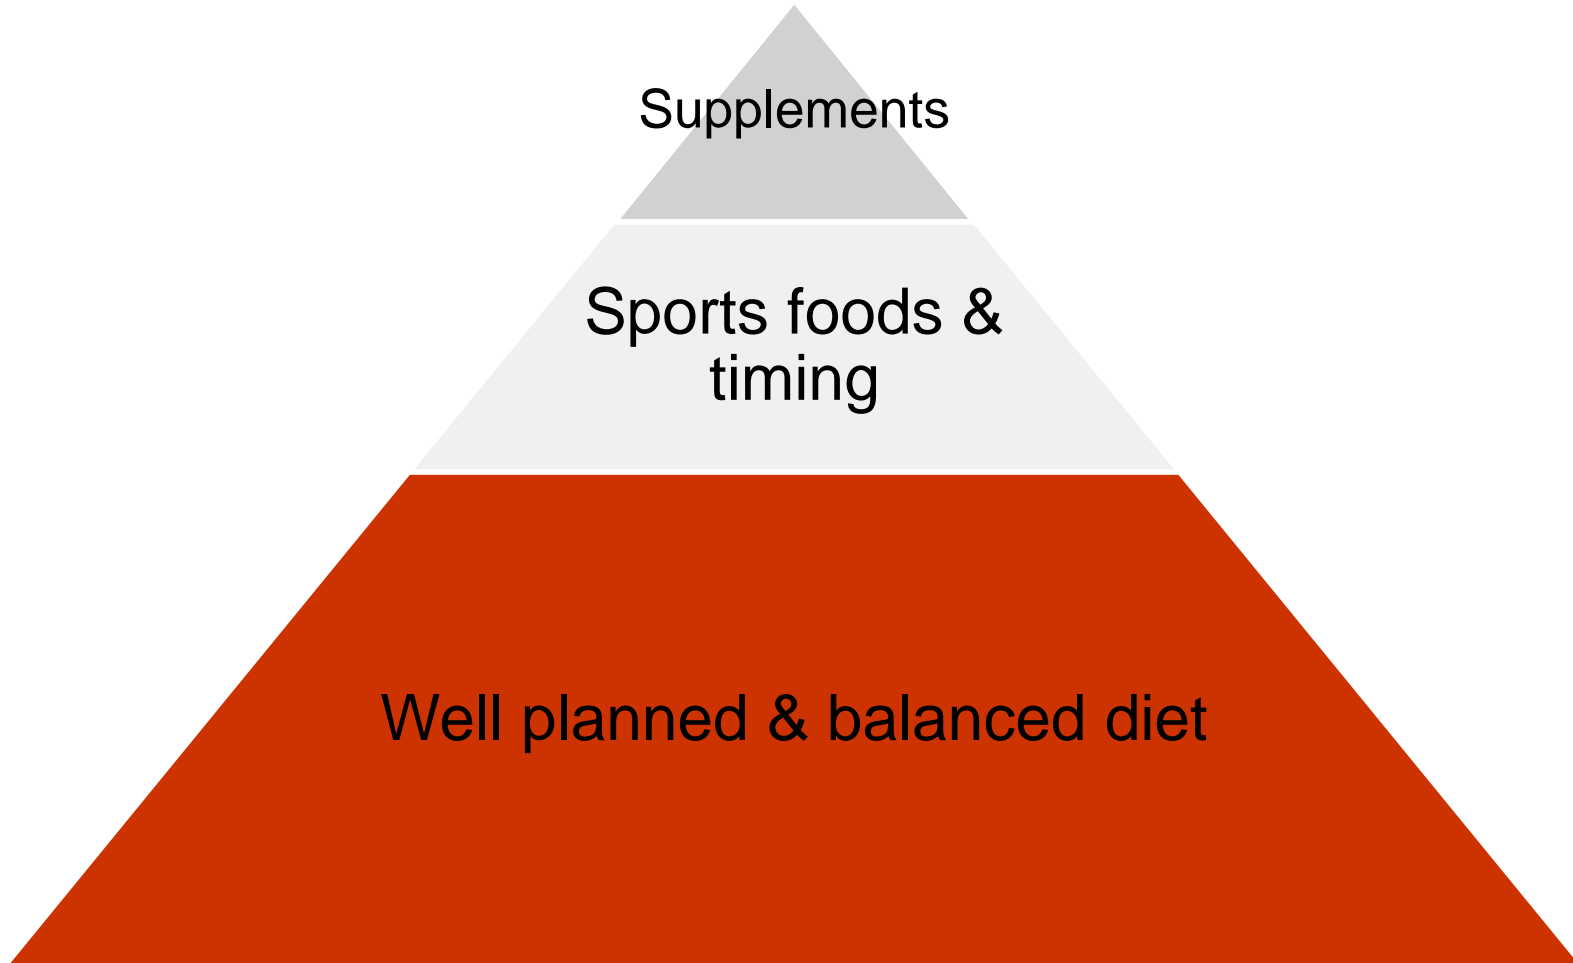 Supplements
Sports foods &
timing
Well planned & balanced diet